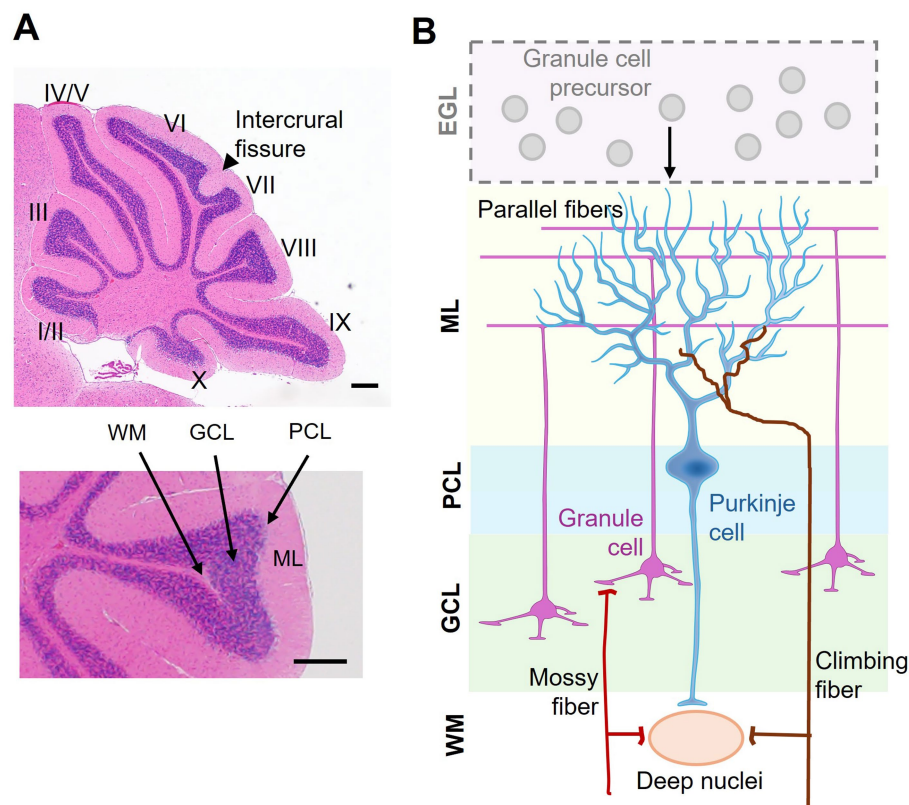 A
IV/V
VI
Intercrural
fissure
VII
III
VIII
I/II
IX
X
WM
GCL
PCL
ML
B
EGL
Granule cell
precursor
Parallel fibers
ML
PCL
Granule
cell
Purkinje
cell
GCL
Mossy
fiber
Climbing
fiber
WM
Deep nuclei